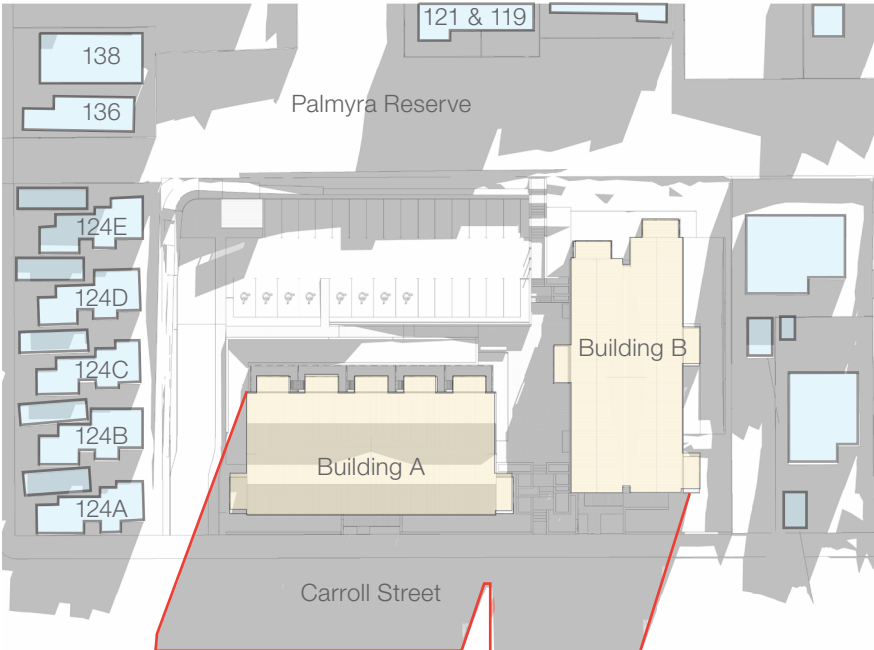 121 & 119
138
Palmyra Reserve
136
124E
124D
Building B
124C
124B
Building A
124A
Carroll Street